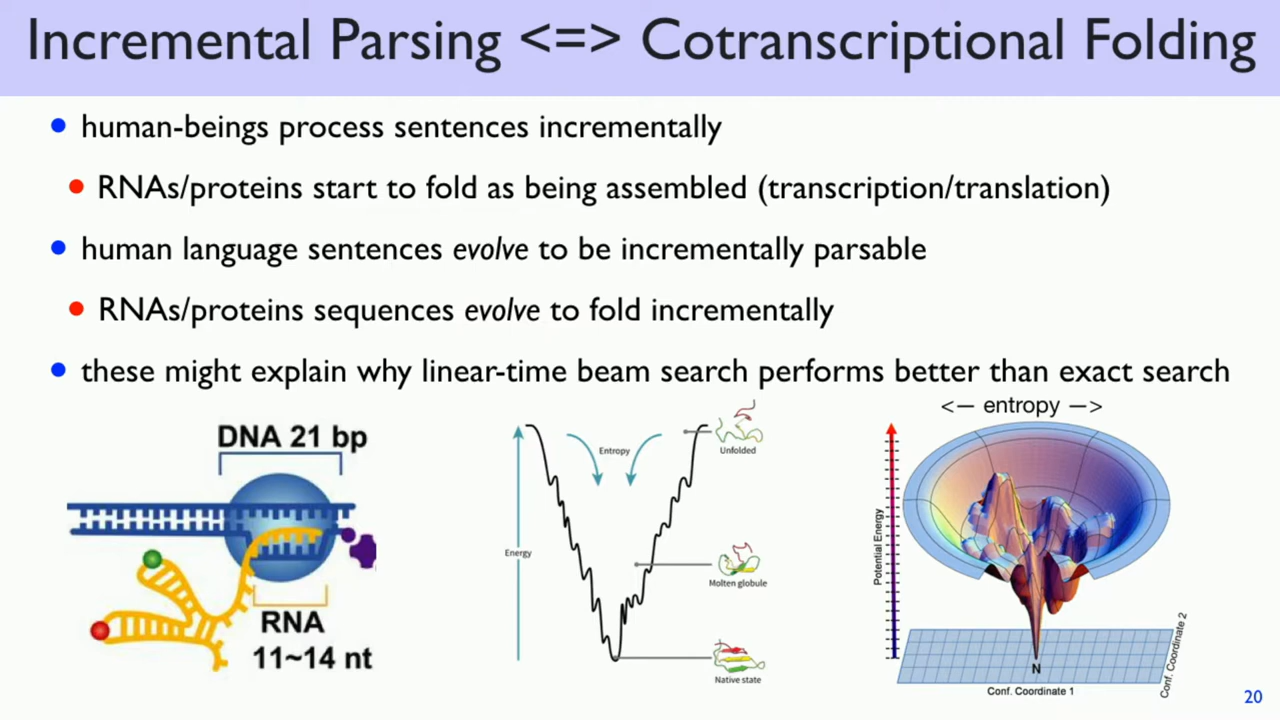 Incremental Parsing <=> Cotranscriptional Folding
• human-beings process sentences incrementally
• RNAs/proteins start to fold as being assembled (transcription/translation)
• human language sentences evolve to be incrementally parsable
• RNAs/proteins sequences evolve to fold incrementally
• these might explain why linear-time beam search performs better than exact search
DNA 21 bp
RNA
11~14 nt
Entropy
Energy
Unfolded
Molten globule
Native state
<— entropy —>
Potential Energy
N
Conf. Coordinate 1
Conf. Coordinate 2
20